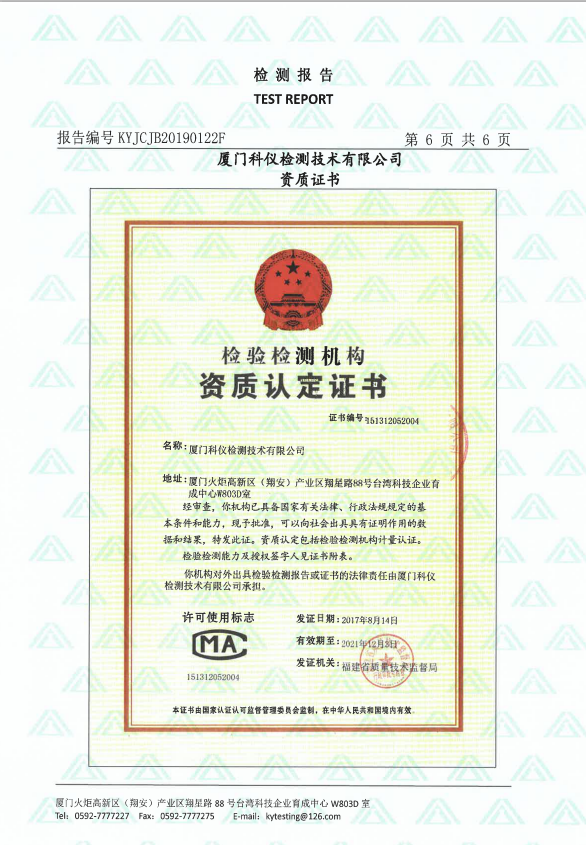 检测报告
TEST REPORT
报告编号 KYJCJB20190122F 第 6 页 共 6 页
厦门科仪检测技术有限公司
资质证书
检验检测机构
资质认定证书
证书编号:151312052004
名称:厦门科仪检测技术有限公司
地址:厦门火炬高新区（翔安）产业区翔星路88号台湾科技企业育
成中心W803D室
经审查，你机构已具备国家有关法律、行政法规规定的基
本条件和能力，现予批准，可以向社会出具具有证明作用的数
据和结果，特发此证。资质认定包括检验检测机构计量认证。
检验检测能力及授权签字人见证书附表。
你机构对外出具检验检测报告或证书的法律责任由厦门科仪
检测技术有限公司承担。
许可使用标志
MA
151312052004
发证日期:2017年8月14日
有效期至:2021年12月3日
发证机关:福建省质量技术监督局
本证书由国家认证认可监督管理委员会监制，在中华人民共和国境内有效。
厦门火炬高新区（翔安）产业区翔星路 88 号台湾科技企业育成中心 W803D 室
Tel：0592-7777227 Fax：0592-7777275 E-mail：kytesting@126.com